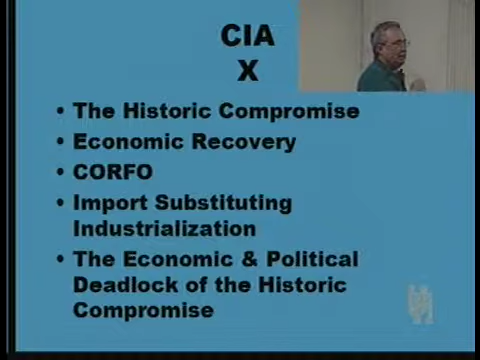 CIA
X
• The Historic Compromise
• Economic Recovery
• CORFO
• Import Substituting
Industrialization
• The Economic & Political
Deadlock of the Historic
Compromise